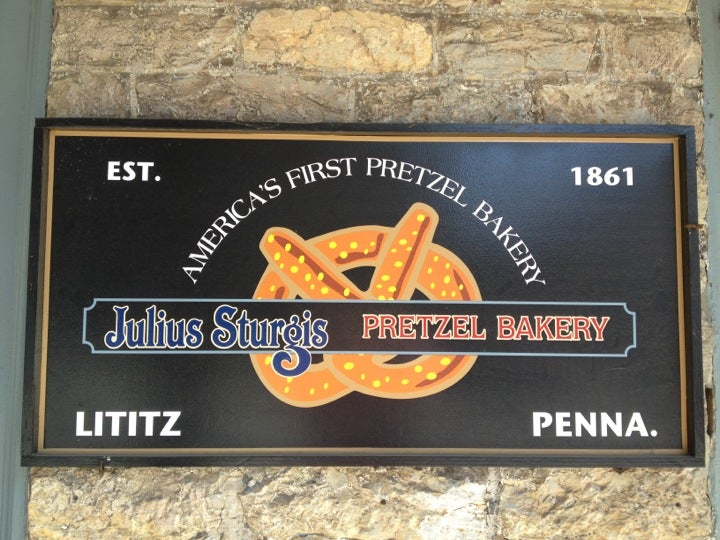 EST. 1861
AMERICA'S FIRST PRETZEL BAKERY
Julius Sturgis PRETZEL BAKERY
LITITZ PENNA.